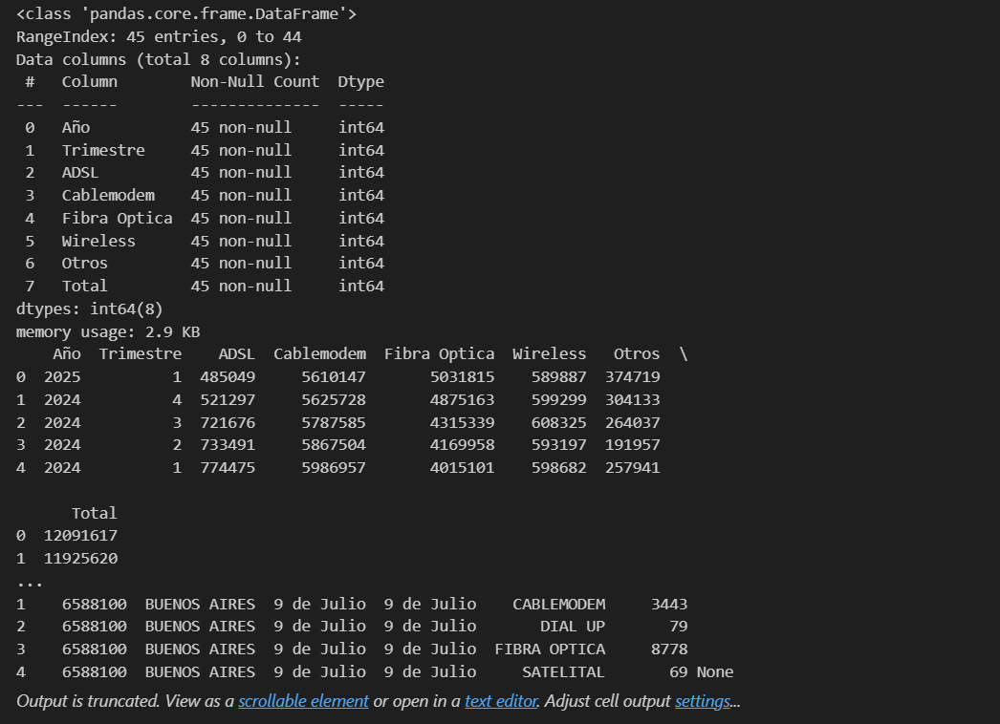 <class 'pandas.core.frame.DataFrame'>
RangeIndex: 45 entries, 0 to 44
Data columns (total 8 columns):
 #   Column        Non-Null Count  Dtype
---  ------        --------------  -----
 0   Año           45 non-null     int64
 1   Trimestre     45 non-null     int64
 2   ADSL          45 non-null     int64
 3   Cablemodem    45 non-null     int64
 4   Fibra Optica  45 non-null     int64
 5   Wireless      45 non-null     int64
 6   Otros         45 non-null     int64
 7   Total         45 non-null     int64
dtypes: int64(8)
memory usage: 2.9 KB
    Año  Trimestre    ADSL  Cablemodem  Fibra Optica  Wireless   Otros  \
0  2025          1  485049     5610147       5031815    589887  374719
1  2024          4  521297     5625728       4875163    599299  304133
2  2024          3  721676     5787585       4315339    608325  264037
3  2024          2  733491     5867504       4169958    593197  191957
4  2024          1  774475     5986957       4015101    598682  257941
      Total
0  12091617
1  11925620
...
1    6588100  BUENOS AIRES  9 de Julio  9 de Julio    CABLEMODEM     3443
2    6588100  BUENOS AIRES  9 de Julio  9 de Julio       DIAL UP       79
3    6588100  BUENOS AIRES  9 de Julio  9 de Julio  FIBRA OPTICA     8778
4    6588100  BUENOS AIRES  9 de Julio  9 de Julio     SATELITAL       69 None
Output is truncated. View as a scrollable element or open in a text editor. Adjust cell output settings...